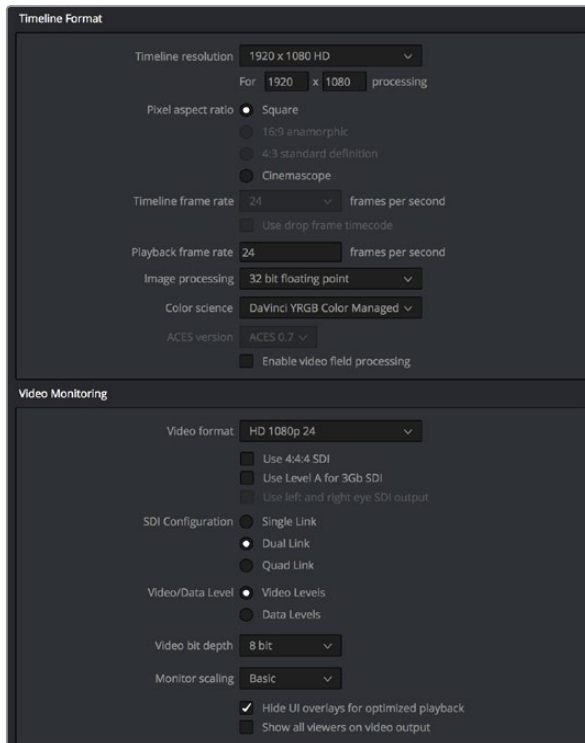 Timeline Format
Timeline resolution 1920 x 1080 HD
For 1920 x 1080 processing
Pixel aspect ratio Square
16:9 anamorphic
4:3 standard definition
Cinemascope
Timeline frame rate 24 frames per second
Use drop frame timecode
Playback frame rate 24 frames per second
Image processing 32 bit floating point
Color science DaVinci YRGB Color Managed
ACES version ACES 0.7
Enable video field processing
Video Monitoring
Video format HD 1080p 24
Use 4:4:4 SDI
Use Level A for 3Gb SDI
Use left and right eye SDI output
SDI Configuration Single Link
Dual Link
Quad Link
Video/Data Level Video Levels
Data Levels
Video bit depth 8 bit
Monitor scaling Basic
Hide UI overlays for optimized playback
Show all viewers on video output